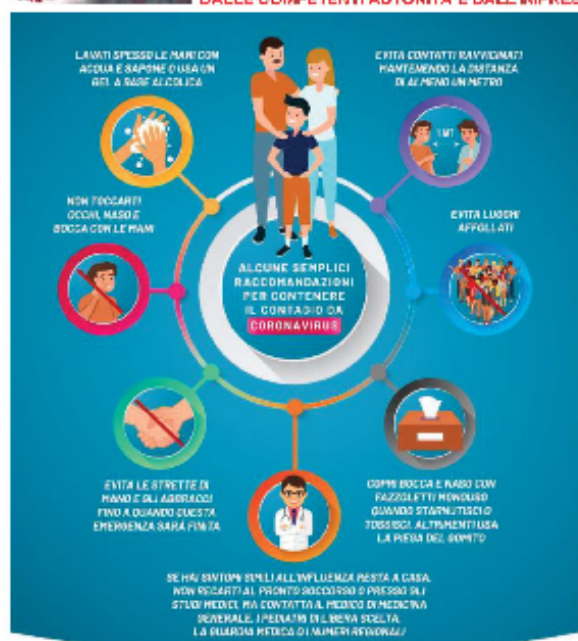 DALLE COMPETENTI AUTORITÀ E DALL'IMPRES
LAVATI SPESSO LE MANI CON
ACQUA E SAPONE O USA UN
GEL A BASE ALCOLICA
EVITA CONTATTI RAVVICINATI
MANTENENDO LA DISTANZA
DI ALMENO UN METRO
1 MT
NON TOCCARTI
OCCHI, NASO E
BOCCA CON LE MANI
EVITA LUOGHI
AFFOLLATI
ALCUNE SEMPLICI
RACCOMANDAZIONI
PER CONTENERE
IL CONTAGIO DA
CORONAVIRUS
EVITA LE STRETTE DI
MANO E GLI ABBRACCI
FINO A QUANDO QUESTA
EMERGENZA SARÀ FINITA
COPRI BOCCA E NASO CON
FAZZOLETTI MONOUSO
QUANDO STARNUTISCI O
TOSSISCI. ALTRIMENTI USA
LA PIEGA DEL GOMITO
SE HAI SINTOMI SIMILI ALL'INFLUENZA RESTA A CASA,
NON RECARTI AL PRONTO SOCCORSO O PRESSO GLI
STUDI MEDICI, MA CONTATTA IL MEDICO DI MEDICINA
GENERALE, I PEDIATRI DI LIBERA SCELTA,
LA GUARDIA MEDICA O I NUMERI REGIONALI